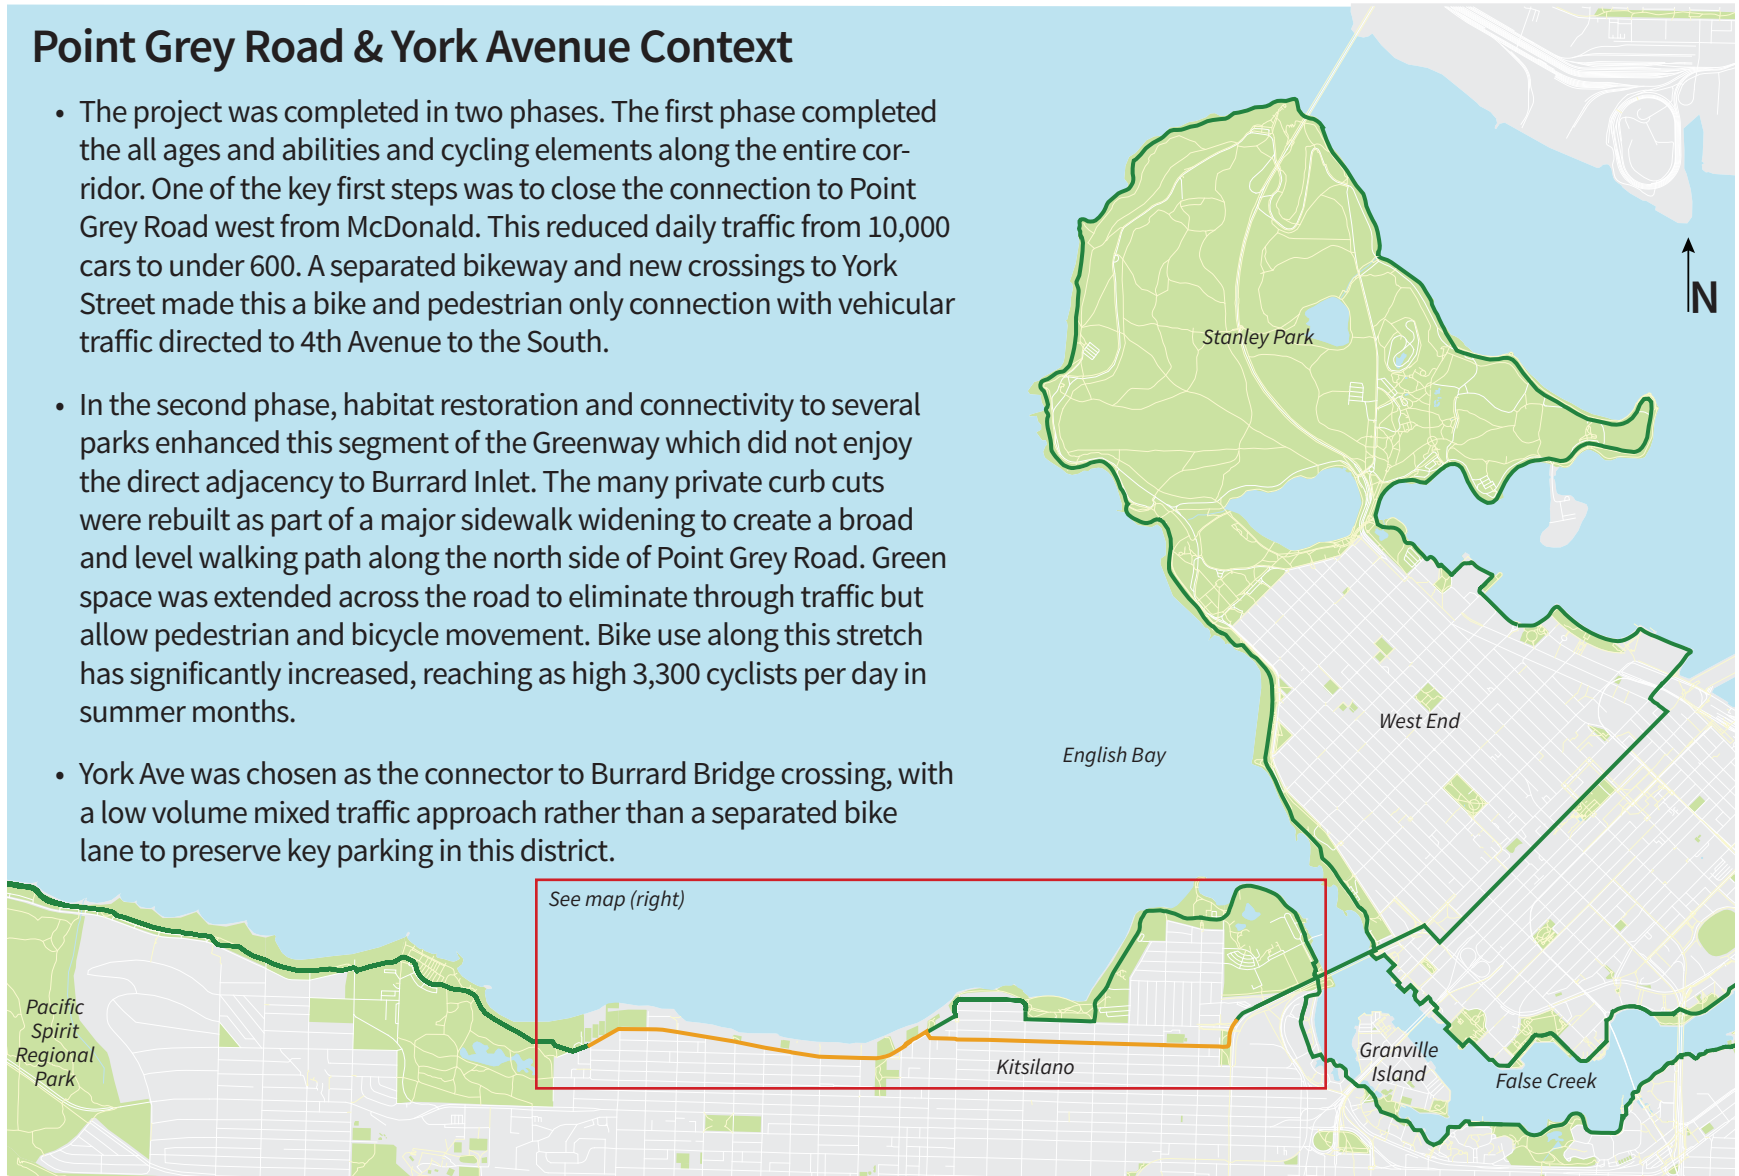 Point Grey Road & York Avenue Context
• The project was completed in two phases. The first phase completed
the all ages and abilities and cycling elements along the entire cor-
ridor. One of the key first steps was to close the connection to Point
Grey Road west from McDonald. This reduced daily traffic from 10,000
cars to under 600. A separated bikeway and new crossings to York
Street made this a bike and pedestrian only connection with vehicular
traffic directed to 4th Avenue to the South.
• In the second phase, habitat restoration and connectivity to several
parks enhanced this segment of the Greenway which did not enjoy
the direct adjacency to Burrard Inlet. The many private curb cuts
were rebuilt as part of a major sidewalk widening to create a broad
and level walking path along the north side of Point Grey Road. Green
space was extended across the road to eliminate through traffic but
allow pedestrian and bicycle movement. Bike use along this stretch
has significantly increased, reaching as high 3,300 cyclists per day in
summer months.
• York Ave was chosen as the connector to Burrard Bridge crossing, with
a low volume mixed traffic approach rather than a separated bike
lane to preserve key parking in this district.
N
Stanley Park
West End
English Bay
See map (right)
Pacific
Spirit
Regional
Park
Kitsilano
Granville
Island
False Creek